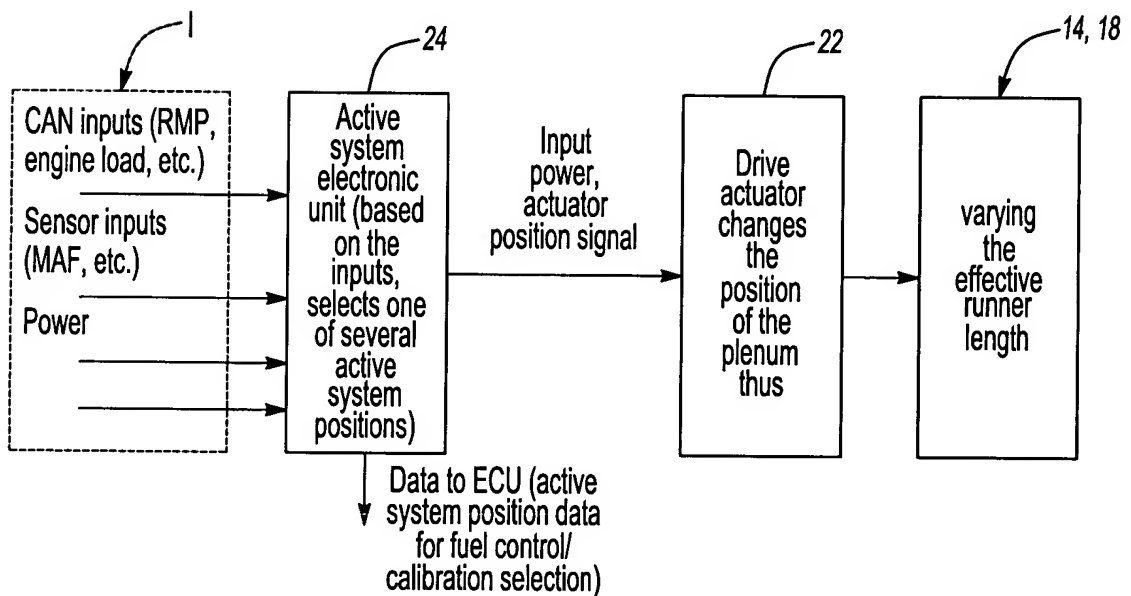 I
24
22
14, 18
CAN inputs (RMP,
engine load, etc.)
Sensor inputs
(MAF, etc.)
Power
Active
system
electronic
unit (based
on the
inputs,
selects one
of several
active
system
positions)
Input
power,
actuator
position signal
Drive
actuator
changes
the
position
of the
plenum
thus
varying
the
effective
runner
length
Data to ECU (active
system position data
for fuel control/
calibration selection)